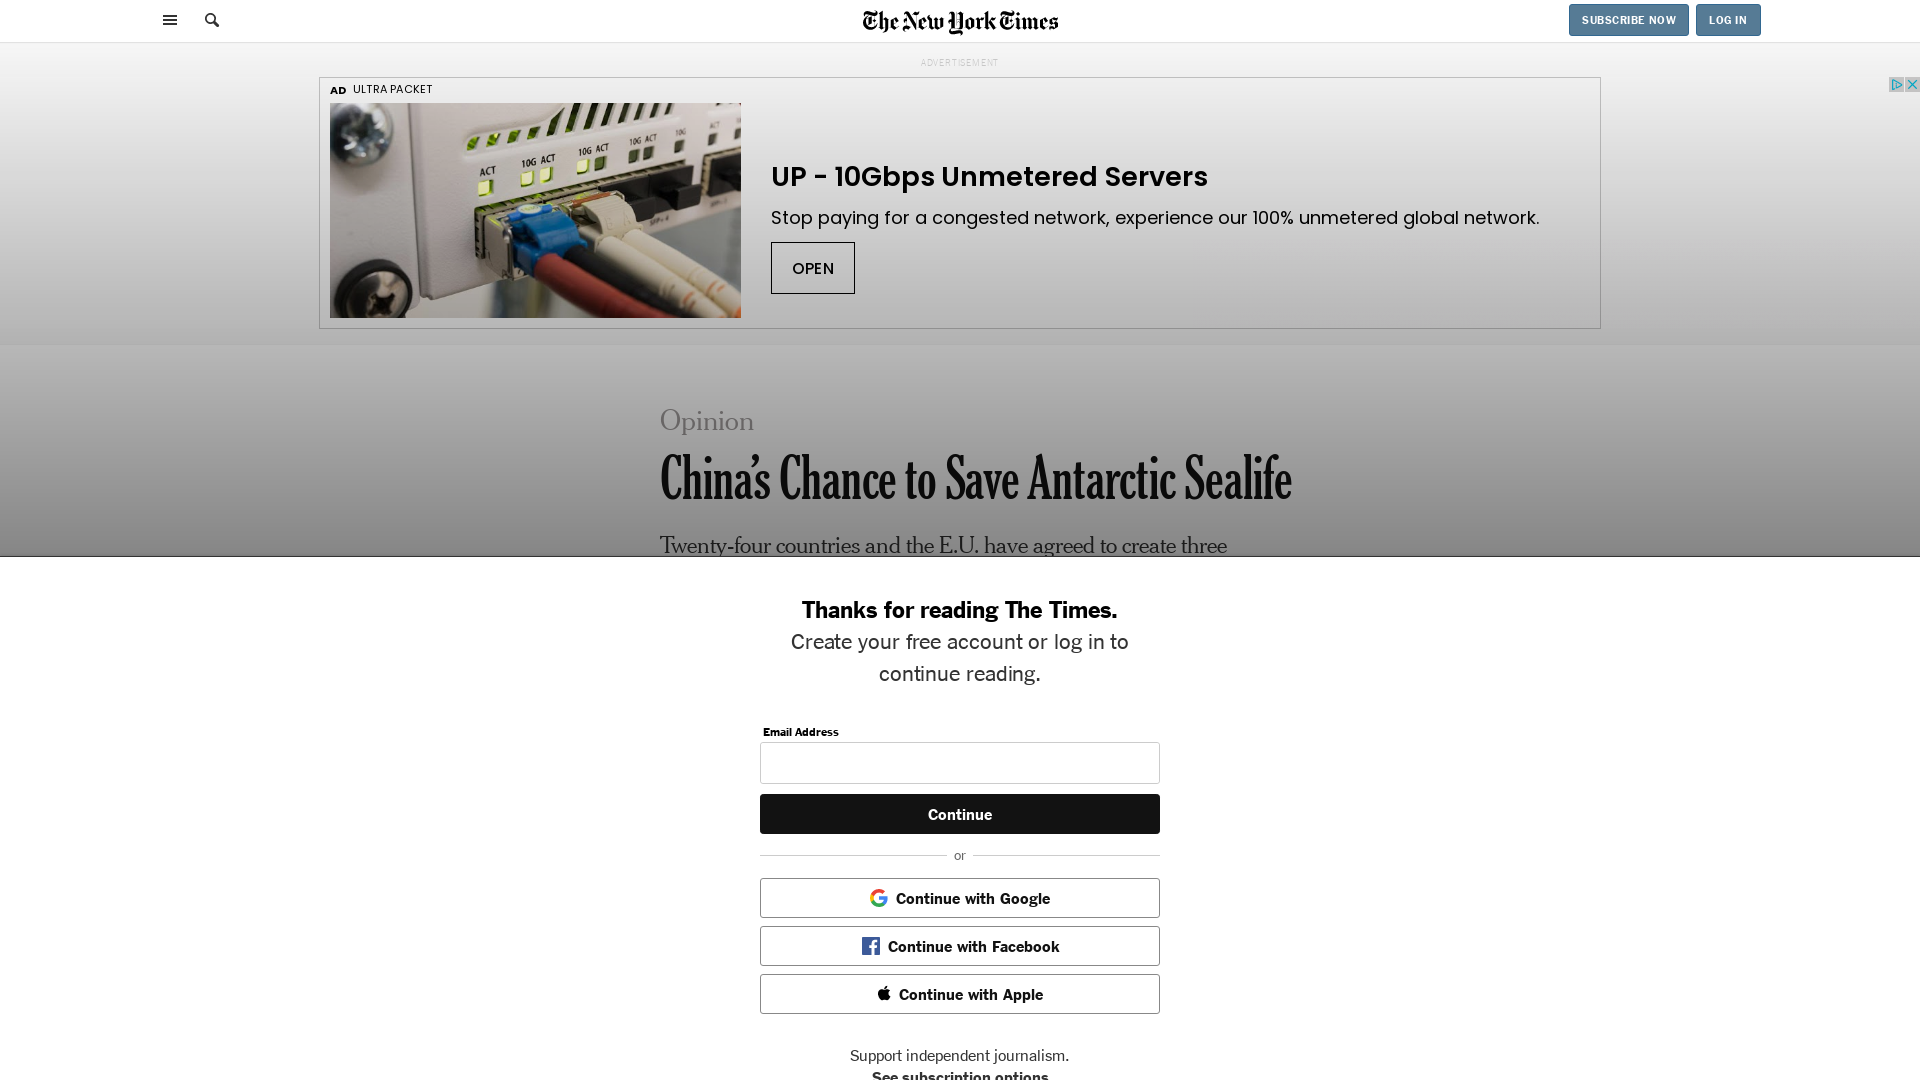 The New York Times
SUBSCRIBE NOW
LOG IN
ADVERTISEMENT
AD ULTRA PACKET
ACT
10G ACT
10G ACT
10G ACT
10G
ACT
UP - 10Gbps Unmetered Servers
Stop paying for a congested network, experience our 100% unmetered global network.
OPEN
Opinion
China’s Chance to Save Antarctic Sealife
Twenty-four countries and the E.U. have agreed to create three
Thanks for reading The Times.
Create your free account or log in to
continue reading.
Email Address
Continue
or
Continue with Google
Continue with Facebook
Continue with Apple
Support independent journalism.
See subscription options